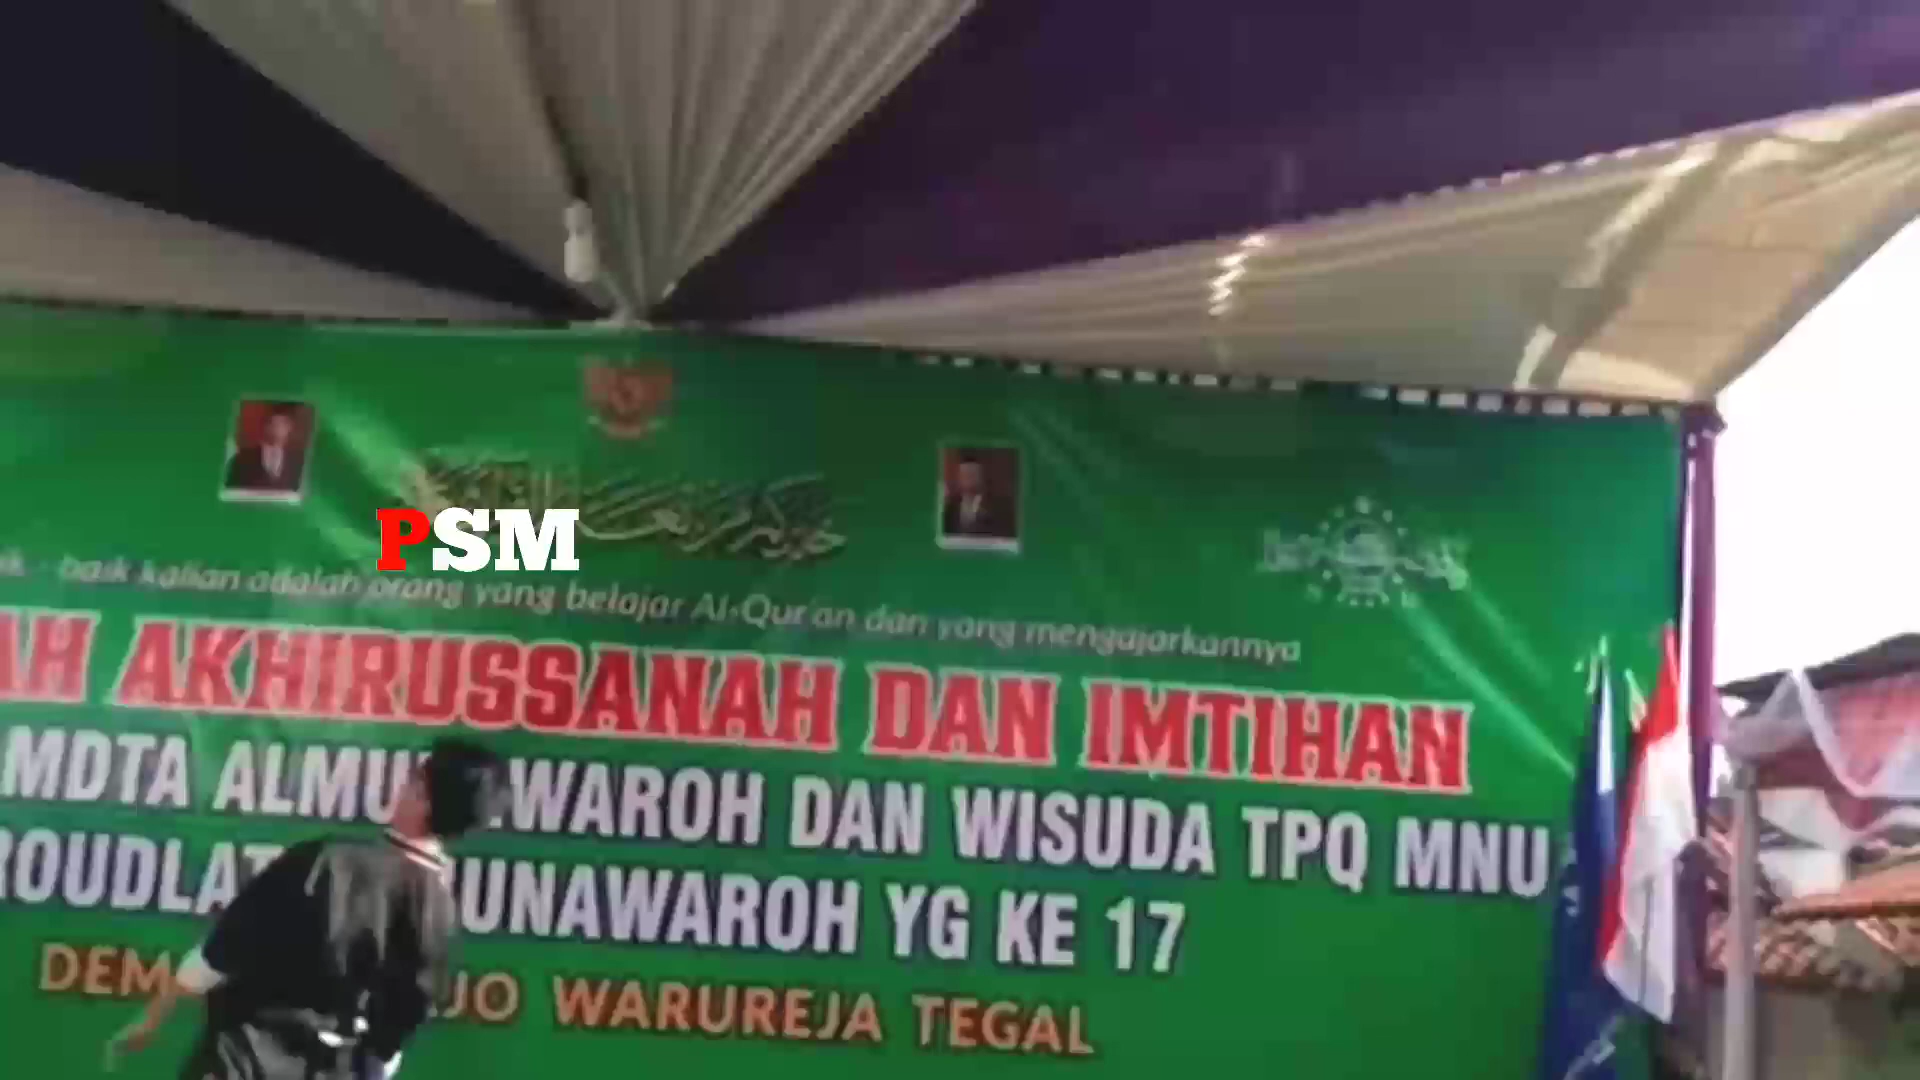 PSM
baik kalian adalah orang yang belajar Al-Qur'an dan yang mengajarkannya
AH AKHIRUSSANAH DAN IMTIHAN
MDTA ALMU WAROH DAN WISUDA TPQ MNU
ROUDLAT UNAWAROH YG KE 17
DEM JO WARUREJA TEGAL